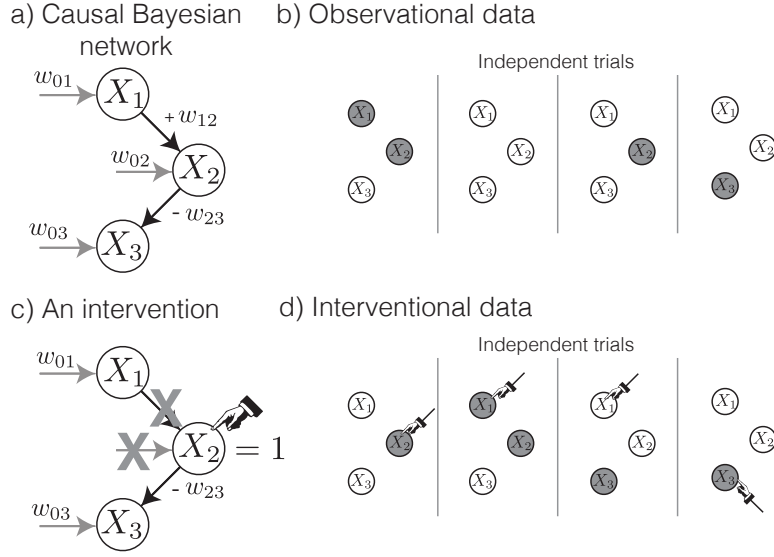 a) Causal Bayesian
network
w₀₁
X₁
+ w₁₂
w₀₂
X₂
- w₂₃
w₀₃
X₃
b) Observational data
Independent trials
X₁ X₁ X₁ X₁
X₂ X₂ X₂ X₂
X₃ X₃ X₃ X₃
c) An intervention
w₀₁
X₁
X₂ = 1
- w₂₃
w₀₃
X₃
d) Interventional data
Independent trials
X₁ X₁ X₁ X₁
X₂ X₂ X₂ X₂
X₃ X₃ X₃ X₃